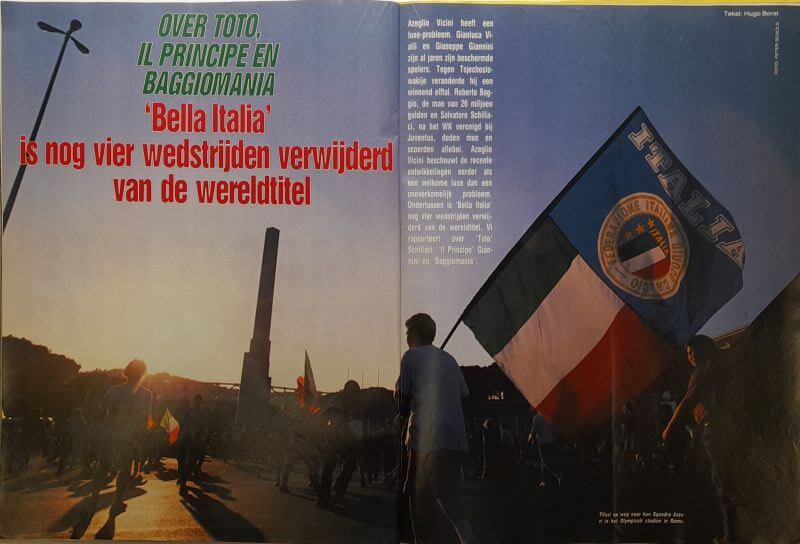 OVER TOTO,
IL PRINCIPE EN
BAGGIOMANIA
‘Bella Italia’
is nog vier wedstrijden verwijderd
van de wereldtitel
Azeglio Vicini heeft een
luxe-probleem. Gianluca Vi-
alli en Giuseppe Giannini
zijn al jaren zijn beschermde
spelers. Tegen Tsjechoslo-
wakije veranderde hij een
winnend elftal. Roberto Bag-
gio, de man van 26 miljoen
gulden en Salvatore Schilla-
ci, na het WK verenigd bij
Juventus, deden mee en
scoorden allebei. Azeglio
Vicini beschouwt de recente
ontwikkelingen eerder als
een welkome luxe dan een
onoverkomelijk probleem.
Ondertussen is ‘Bella Italia’
nog vier wedstrijden verwij-
derd van de wereldtitel. VI
rapporteert over ‘Toto’
Schillaci, ‘Il Principe’ Gian-
nini en ‘Baggiomania’.
Tekst: Hugo Borst
FOTO: PETER SCHOLS
ITALIA
FEDERAZIONE ITALIANA GIUOCO CALCIO
ITALIA
Tifosi op weg naar hun Squadra Azzu-
ri in het Olympisch stadion in Rome.